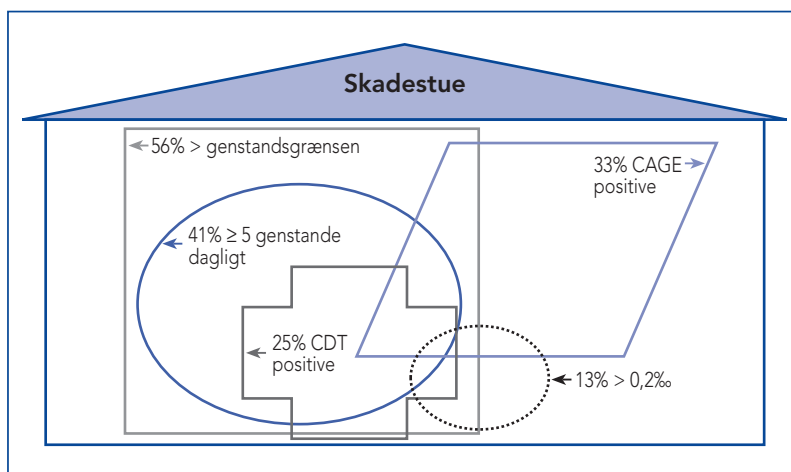 Skadestue
56% > genstandsgrænsen
33% CAGE
positive
41% ≥ 5 genstande
dagligt
25% CDT
positive
13% > 0,2‰